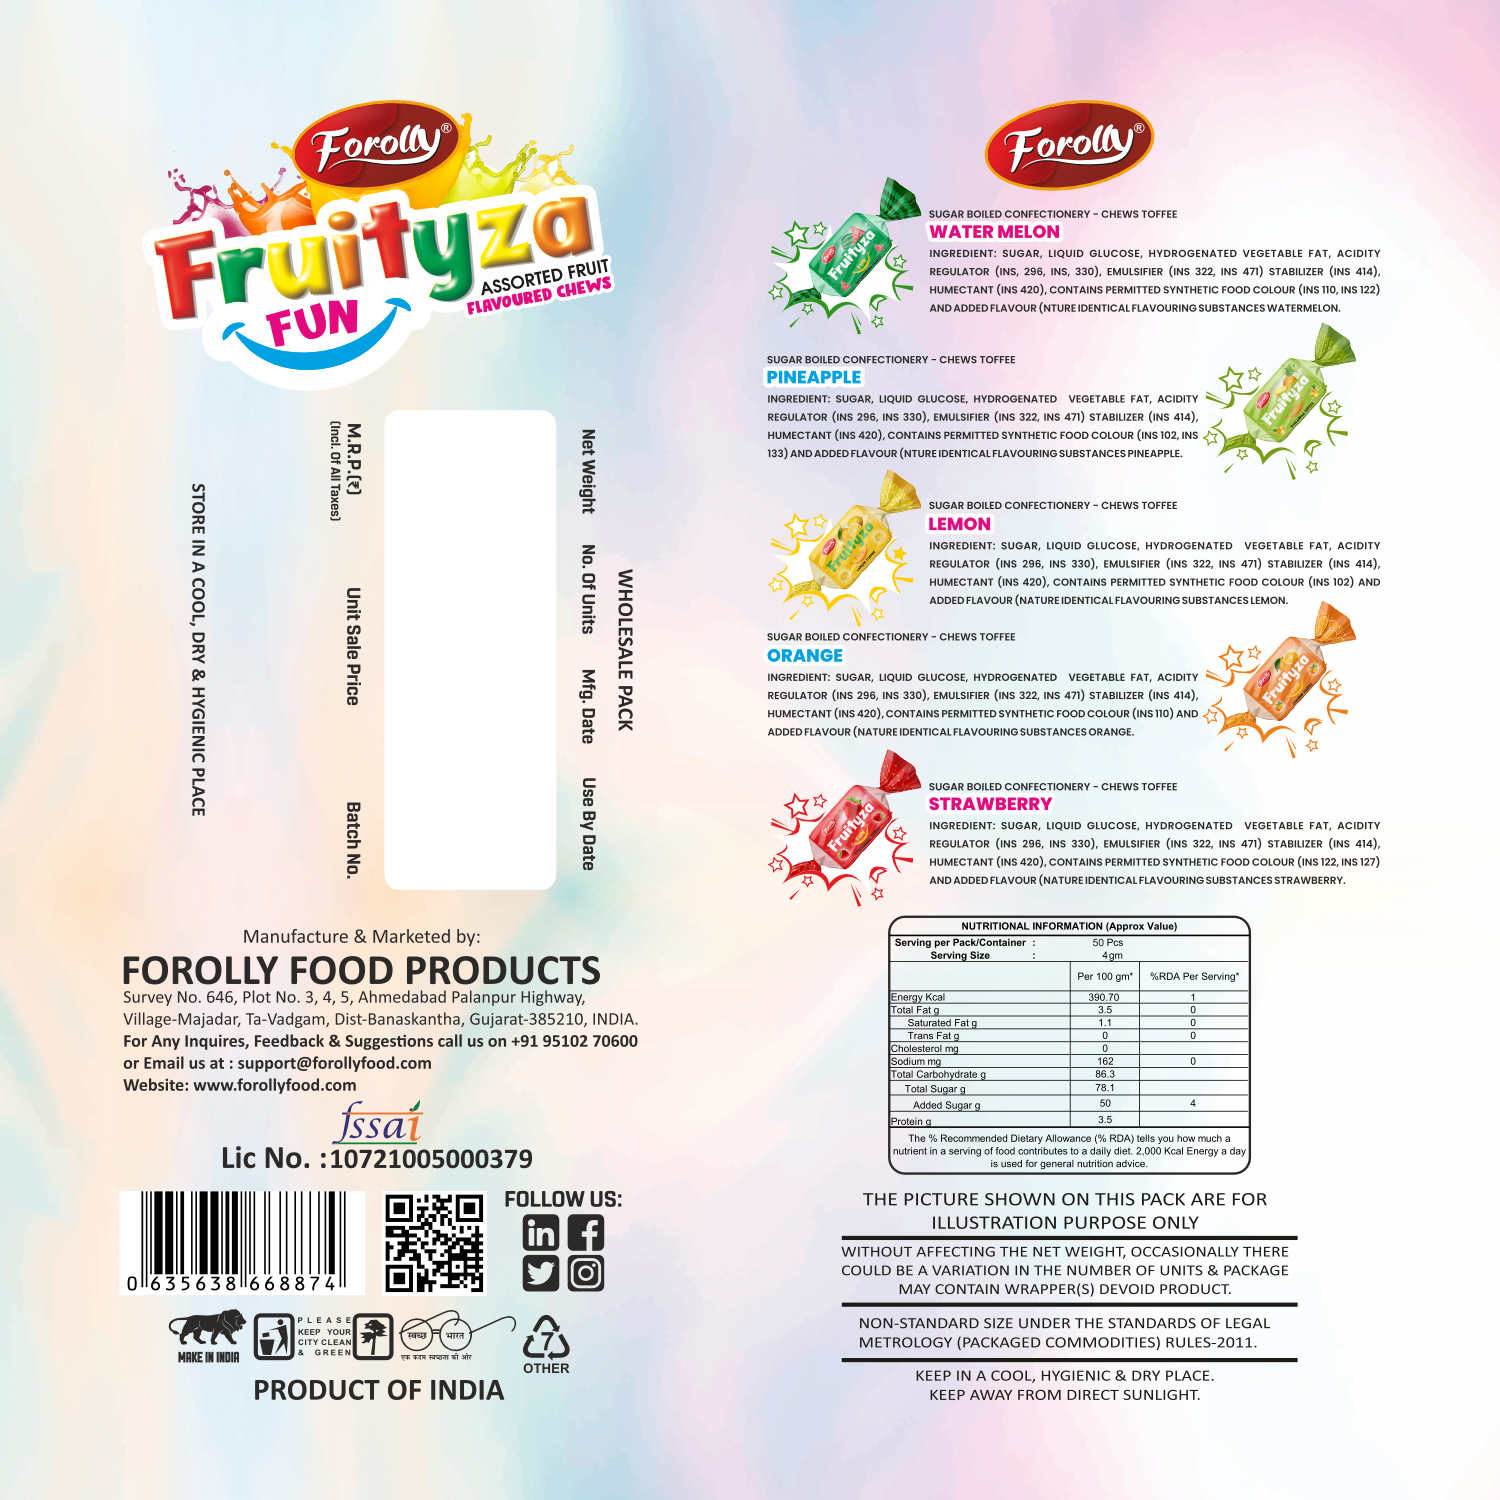 Forolly®
Fruityza
ASSORTED FRUIT
FLAVOURED CHEWS
FUN
STORE IN A COOL, DRY & HYGIENIC PLACE
M.R.P.(₹)
(Incl. Of All Taxes)
Unit Sale Price
Batch No.
Net Weight
No. Of Units
Mfg. Date
Use By Date
WHOLESALE PACK
Manufacture & Marketed by:
FOROLLY FOOD PRODUCTS
Survey No. 646, Plot No. 3, 4, 5, Ahmedabad Palanpur Highway,
Village-Majadar, Ta-Vadgam, Dist-Banaskantha, Gujarat-385210, INDIA.
For Any Inquires, Feedback & Suggestions call us on +91 95102 70600
or Email us at : support@forollyfood.com
Website: www.forollyfood.com
fssai
Lic No. :10721005000379
0 635638 668874
FOLLOW US:
in f
MAKE IN INDIA
PLEASE
KEEP YOUR
CITY CLEAN
& GREEN
स्वच्छ भारत
एक कदम स्वच्छता की ओर
7
OTHER
PRODUCT OF INDIA
Forolly®
SUGAR BOILED CONFECTIONERY - CHEWS TOFFEE
WATER MELON
INGREDIENT: SUGAR, LIQUID GLUCOSE, HYDROGENATED VEGETABLE FAT, ACIDITY
REGULATOR (INS, 296, INS, 330), EMULSIFIER (INS 322, INS 471) STABILIZER (INS 414),
HUMECTANT (INS 420), CONTAINS PERMITTED SYNTHETIC FOOD COLOUR (INS 110, INS 122)
AND ADDED FLAVOUR (NTURE IDENTICAL FLAVOURING SUBSTANCES WATERMELON.
Forolly
Fruityza
SUGAR BOILED CONFECTIONERY - CHEWS TOFFEE
PINEAPPLE
INGREDIENT: SUGAR, LIQUID GLUCOSE, HYDROGENATED VEGETABLE FAT, ACIDITY
REGULATOR (INS 296, INS 330), EMULSIFIER (INS 322, INS 471) STABILIZER (INS 414),
HUMECTANT (INS 420), CONTAINS PERMITTED SYNTHETIC FOOD COLOUR (INS 102, INS
133) AND ADDED FLAVOUR (NTURE IDENTICAL FLAVOURING SUBSTANCES PINEAPPLE.
Forolly
Fruityza
SUGAR BOILED CONFECTIONERY - CHEWS TOFFEE
LEMON
INGREDIENT: SUGAR, LIQUID GLUCOSE, HYDROGENATED VEGETABLE FAT, ACIDITY
REGULATOR (INS 296, INS 330), EMULSIFIER (INS 322, INS 471) STABILIZER (INS 414),
HUMECTANT (INS 420), CONTAINS PERMITTED SYNTHETIC FOOD COLOUR (INS 102) AND
ADDED FLAVOUR (NATURE IDENTICAL FLAVOURING SUBSTANCES LEMON.
Forolly
Fruityza
SUGAR BOILED CONFECTIONERY - CHEWS TOFFEE
ORANGE
INGREDIENT: SUGAR, LIQUID GLUCOSE, HYDROGENATED VEGETABLE FAT, ACIDITY
REGULATOR (INS 296, INS 330), EMULSIFIER (INS 322, INS 471) STABILIZER (INS 414),
HUMECTANT (INS 420), CONTAINS PERMITTED SYNTHETIC FOOD COLOUR (INS 110) AND
ADDED FLAVOUR (NATURE IDENTICAL FLAVOURING SUBSTANCES ORANGE.
Forolly
Fruityza
SUGAR BOILED CONFECTIONERY - CHEWS TOFFEE
STRAWBERRY
INGREDIENT: SUGAR, LIQUID GLUCOSE, HYDROGENATED VEGETABLE FAT, ACIDITY
REGULATOR (INS 296, INS 330), EMULSIFIER (INS 322, INS 471) STABILIZER (INS 414),
HUMECTANT (INS 420), CONTAINS PERMITTED SYNTHETIC FOOD COLOUR (INS 122, INS 127)
AND ADDED FLAVOUR (NATURE IDENTICAL FLAVOURING SUBSTANCES STRAWBERRY.
Forolly
Fruityza
NUTRITIONAL INFORMATION (Approx Value)
Serving per Pack/Container : 50 Pcs
Serving Size : 4gm
Per 100 gm* %RDA Per Serving*
Energy Kcal 390.70 1
Total Fat g 3.5 0
Saturated Fat g 1.1 0
Trans Fat g 0 0
Cholesterol mg 0
Sodium mg 162 0
Total Carbohydrate g 86.3
Total Sugar g 78.1
Added Sugar g 50 4
Protein g 3.5
The % Recommended Dietary Allowance (% RDA) tells you how much a
nutrient in a serving of food contributes to a daily diet. 2,000 Kcal Energy a day
is used for general nutrition advice.
THE PICTURE SHOWN ON THIS PACK ARE FOR
ILLUSTRATION PURPOSE ONLY
WITHOUT AFFECTING THE NET WEIGHT, OCCASIONALLY THERE
COULD BE A VARIATION IN THE NUMBER OF UNITS & PACKAGE
MAY CONTAIN WRAPPER(S) DEVOID PRODUCT.
NON-STANDARD SIZE UNDER THE STANDARDS OF LEGAL
METROLOGY (PACKAGED COMMODITIES) RULES-2011.
KEEP IN A COOL, HYGIENIC & DRY PLACE.
KEEP AWAY FROM DIRECT SUNLIGHT.